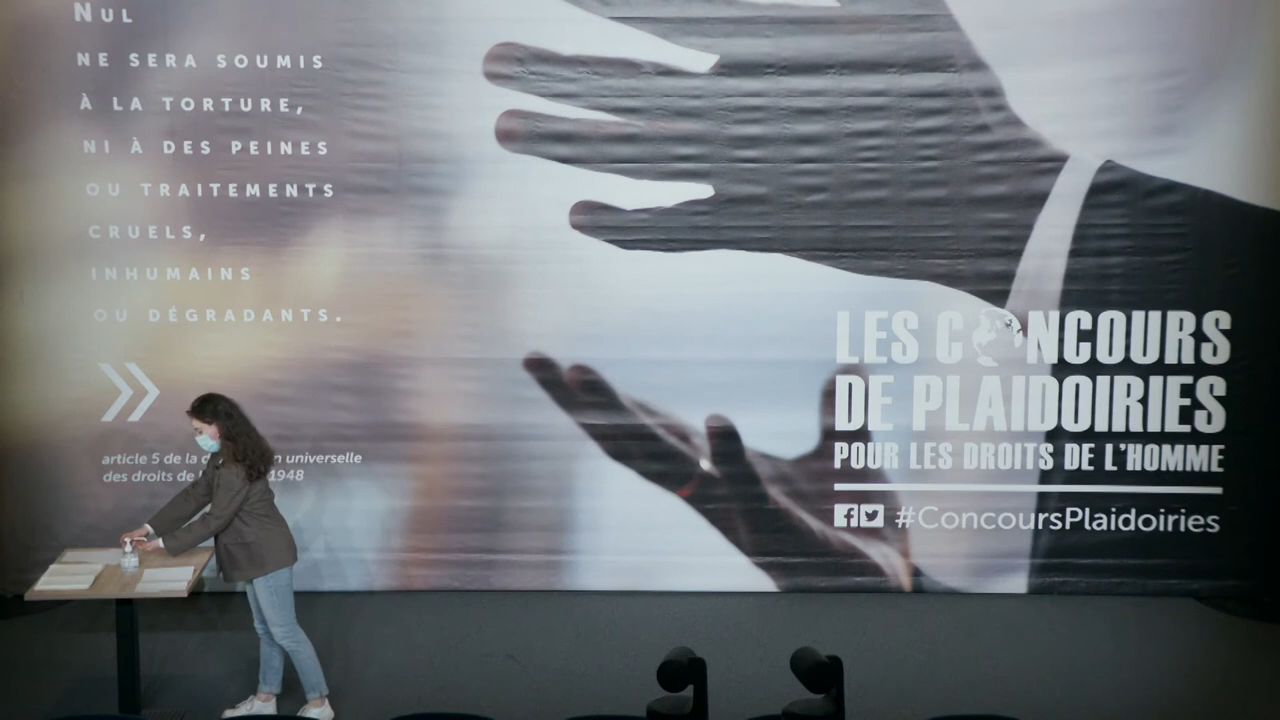 NUL
NE SERA SOUMIS
À LA TORTURE,
NI À DES PEINES
OU TRAITEMENTS
CRUELS,
INHUMAINS
OU DÉGRADANTS.
article 5 de la d n universelle
des droits de l 1948
LES CONCOURS
DE PLAIDOIRIES
POUR LES DROITS DE L'HOMME
#ConcoursPlaidoiries